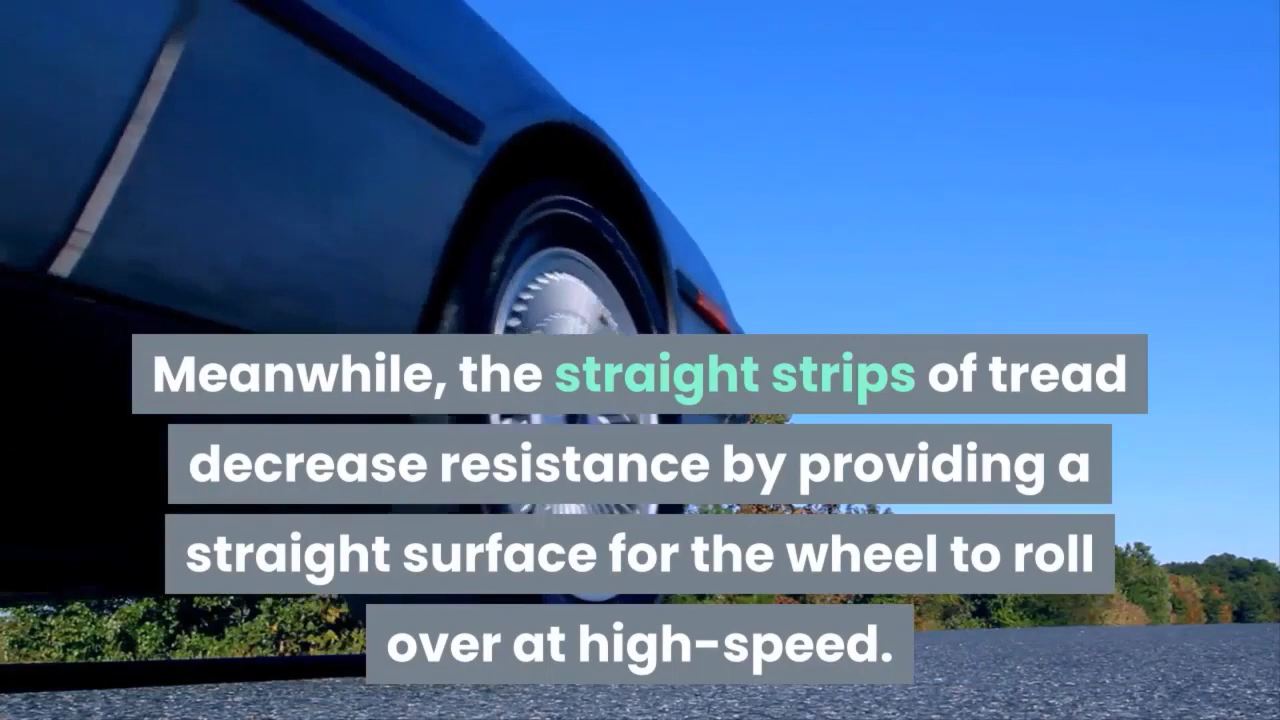 Meanwhile, the straight strips of tread
decrease resistance by providing a
straight surface for the wheel to roll
over at high-speed.